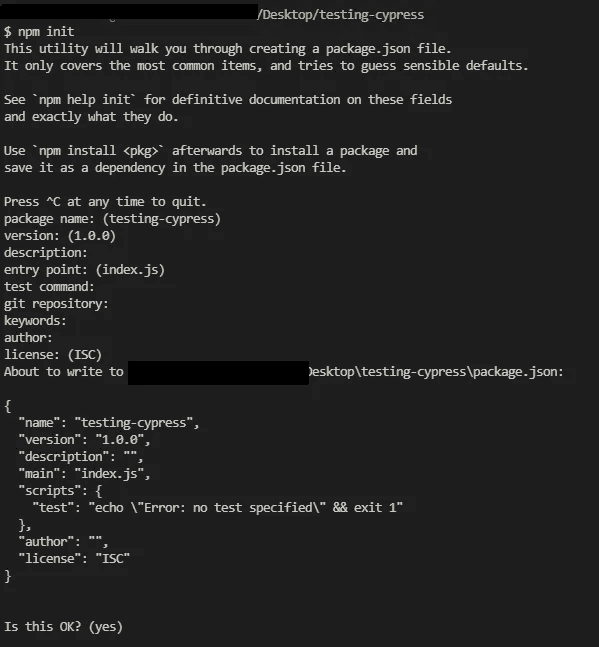 /Desktop/testing-cypress
$ npm init
This utility will walk you through creating a package.json file.
It only covers the most common items, and tries to guess sensible defaults.
See `npm help init` for definitive documentation on these fields
and exactly what they do.
Use `npm install <pkg>` afterwards to install a package and
save it as a dependency in the package.json file.
Press ^C at any time to quit.
package name: (testing-cypress)
version: (1.0.0)
description:
entry point: (index.js)
test command:
git repository:
keywords:
author:
license: (ISC)
About to write to Desktop\testing-cypress\package.json:
{
  "name": "testing-cypress",
  "version": "1.0.0",
  "description": "",
  "main": "index.js",
  "scripts": {
    "test": "echo \"Error: no test specified\" && exit 1"
  },
  "author": "",
  "license": "ISC"
}
Is this OK? (yes)